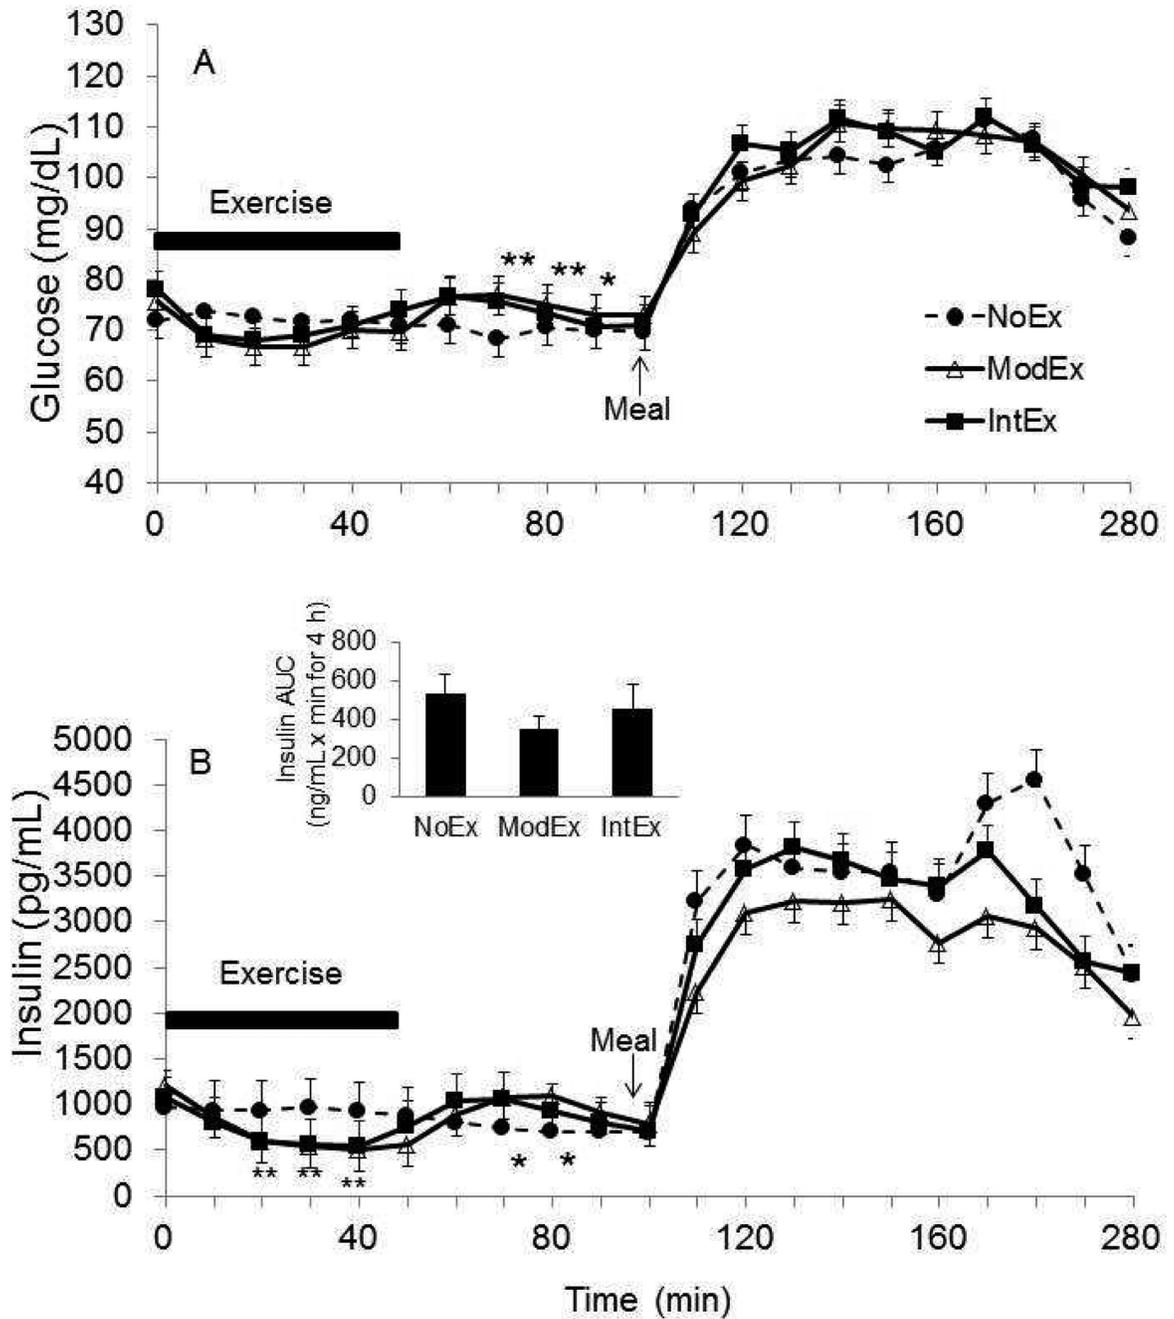 130
120
110
100
90
80
70
60
50
40
Glucose (mg/dL)
A
Exercise
** ** *
Meal
NoEx
ModEx
IntEx
0 40 80 120 160 280
Insulin AUC
(ng/mL x min for 4 h)
800
600
400
200
0
NoEx ModEx IntEx
5000
4500
4000
3500
3000
2500
2000
1500
1000
500
0
Insulin (pg/mL)
B
Exercise
Meal
** ** **
* *
0 40 80 120 160 280
Time (min)